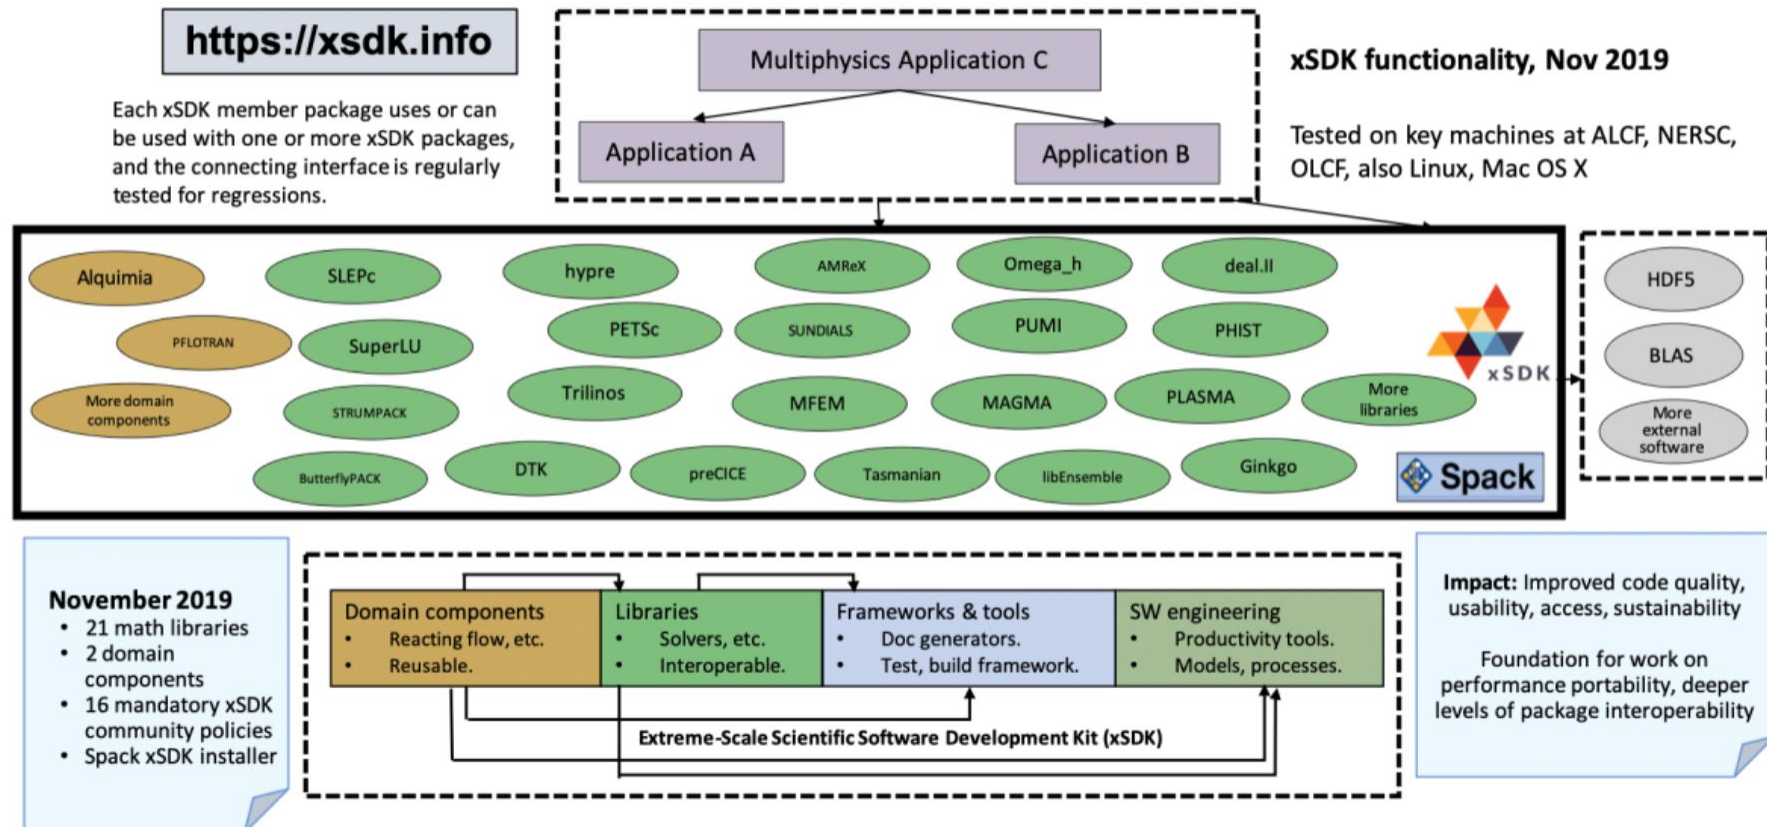 https://xsdk.info
Each xSDK member package uses or can
be used with one or more xSDK packages,
and the connecting interface is regularly
tested for regressions.
Multiphysics Application C
Application A
Application B
xSDK functionality, Nov 2019
Tested on key machines at ALCF, NERSC,
OLCF, also Linux, Mac OS X
Alquimia
SLEPc
hypre
AMReX
Omega_h
deal.II
PFLOTRAN
SuperLU
PETSc
SUNDIALS
PUMI
PHIST
More domain
components
STRUMPACK
Trilinos
MFEM
MAGMA
PLASMA
More
libraries
ButterflyPACK
DTK
preCICE
Tasmanian
libEnsemble
Ginkgo
xSDK
Spack
HDF5
BLAS
More
external
software
November 2019
• 21 math libraries
• 2 domain
components
• 16 mandatory xSDK
community policies
• Spack xSDK installer
Domain components
• Reacting flow, etc.
• Reusable.
Libraries
• Solvers, etc.
• Interoperable.
Frameworks & tools
• Doc generators.
• Test, build framework.
SW engineering
• Productivity tools.
• Models, processes.
Extreme-Scale Scientific Software Development Kit (xSDK)
Impact: Improved code quality,
usability, access, sustainability
Foundation for work on
performance portability, deeper
levels of package interoperability